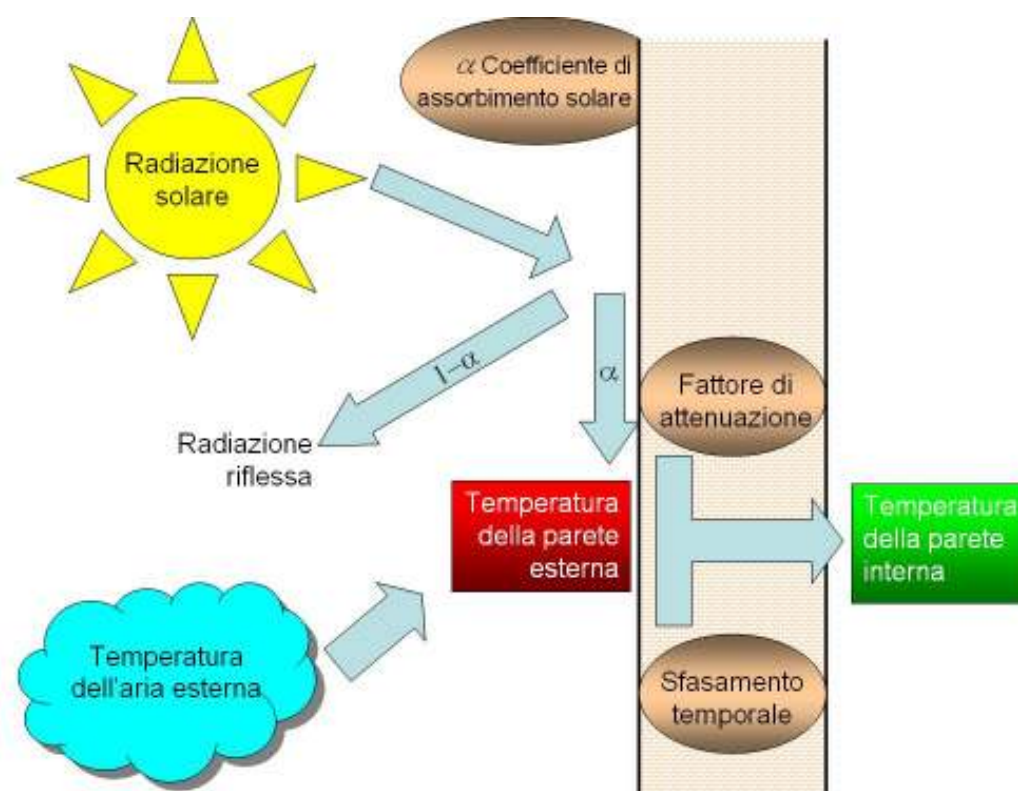 α Coefficiente di
assorbimento solare
Radiazione
solare
1-α
α
Fattore di
attenuazione
Radiazione
riflessa
Temperatura
della parete
esterna
Temperatura
della parete
interna
Temperatura
dell'aria esterna
Sfasamento
temporale